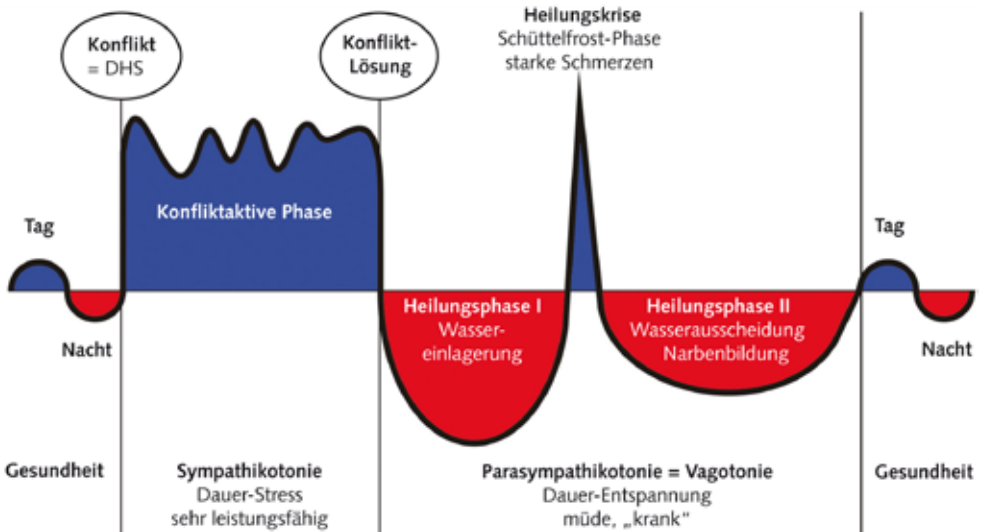 Konflikt
= DHS
Konflikt-
Lösung
Heilungskrise
Schüttelfrost-Phase
starke Schmerzen
Tag
Konfliktaktive Phase
Tag
Nacht
Heilungsphase I
Wasser-
einlagerung
Heilungsphase II
Wasserausscheidung
Narbenbildung
Nacht
Gesundheit
Sympathikotonie
Dauer-Stress
sehr leistungsfähig
Parasympathikotonie = Vagotonie
Dauer-Entspannung
müde, „krank“
Gesundheit